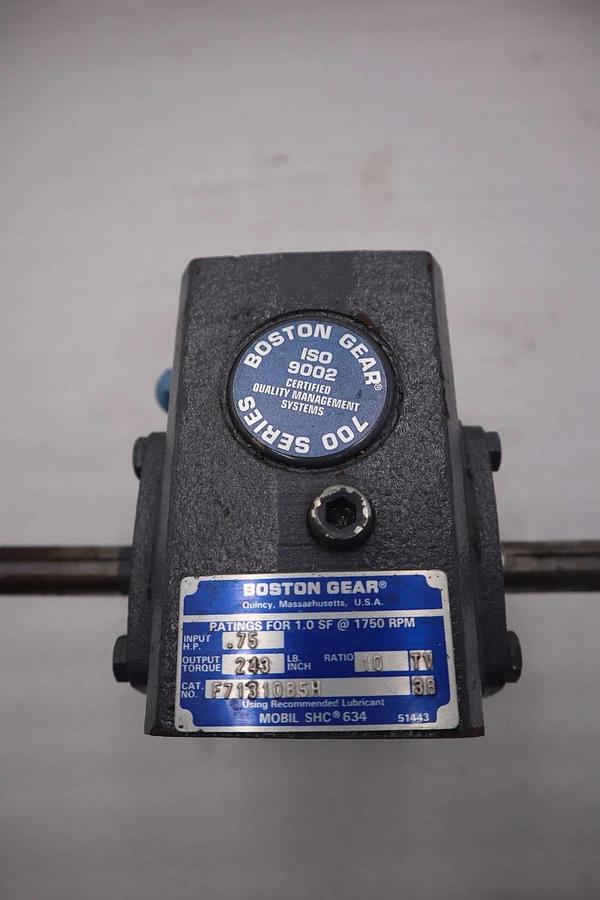 BOSTON GEAR®
ISO
9002
CERTIFIED
QUALITY MANAGEMENT
SYSTEMS
700 SERIES
BOSTON GEAR®
Quincy, Massachusetts, U.S.A.
RATINGS FOR 1.0 SF @ 1750 RPM
INPUT H.P. .75
OUTPUT TORQUE 243 LB. INCH RATIO 10 TV
CAT. NO. F71310B5H 38
Using Recommended Lubricant
MOBIL SHC® 634 51443